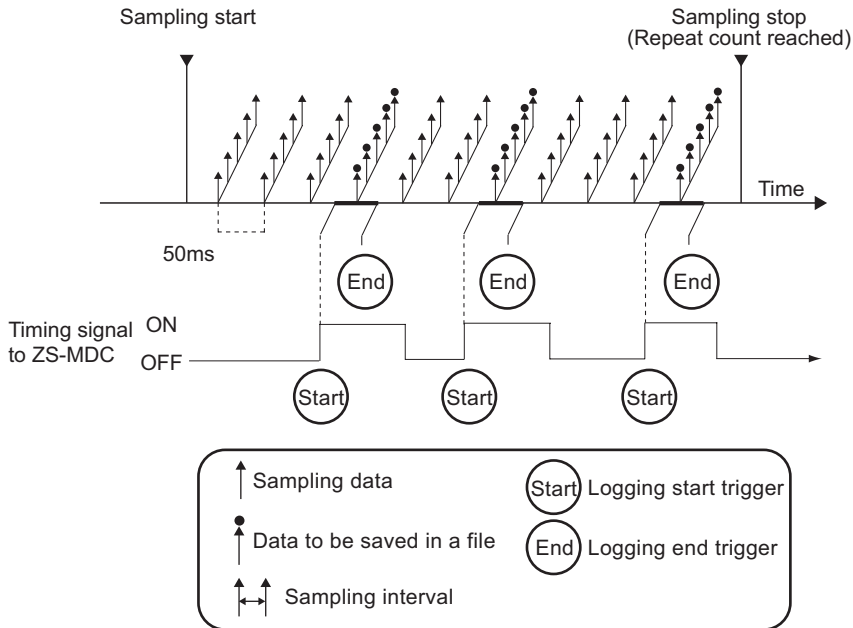 Sampling start
Sampling stop
(Repeat count reached)
Time
50ms
End
End
End
Timing signal
to ZS-MDC
ON
OFF
Start
Start
Start
Sampling data
Start
Logging start trigger
Data to be saved in a file
End
Logging end trigger
Sampling interval